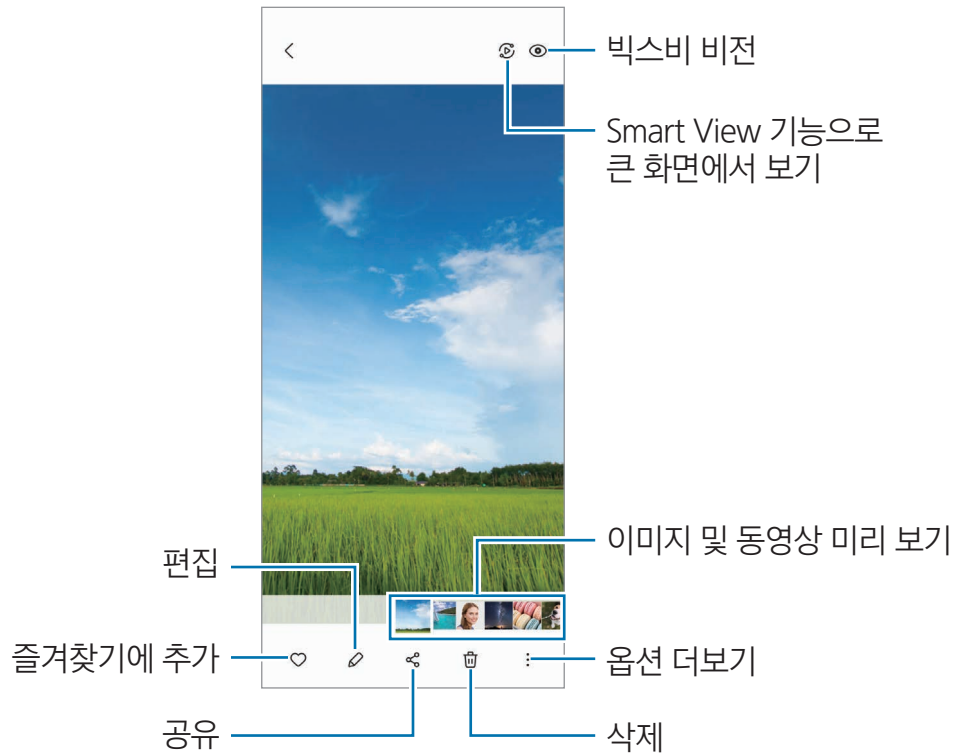 빅스비 비전
Smart View 기능으로
큰 화면에서 보기
이미지 및 동영상 미리 보기
편집
즐겨찾기에 추가
옵션 더보기
공유
삭제